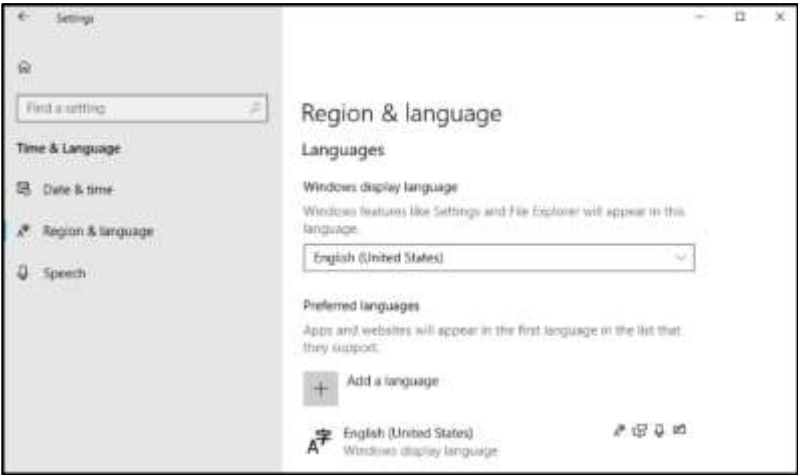 Settings
Find a setting
Time & Language
Date & time
Region & language
Speech
Region & language
Languages
Windows display language
Windows features like Settings and File Explorer will appear in this
language.
English (United States)
Preferred languages
Apps and websites will appear in the first language in the list that
they support.
Add a language
English (United States)
Windows display language